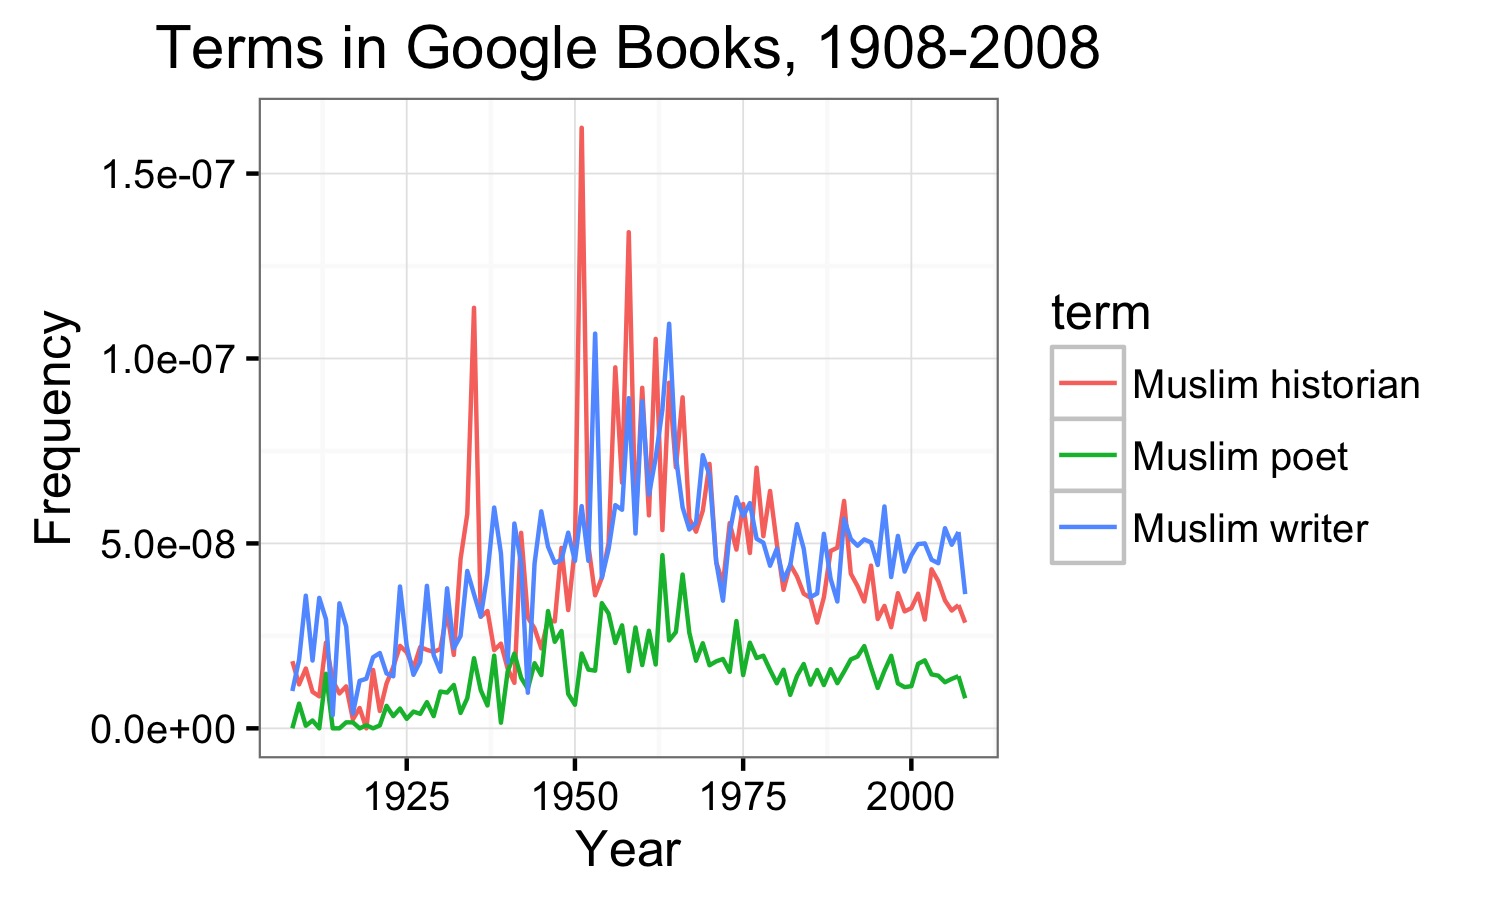 Terms in Google Books, 1908-2008
Frequency
1.5e-07
1.0e-07
5.0e-08
0.0e+00
1925 1950 1975 2000
Year
term
Muslim historian
Muslim poet
Muslim writer